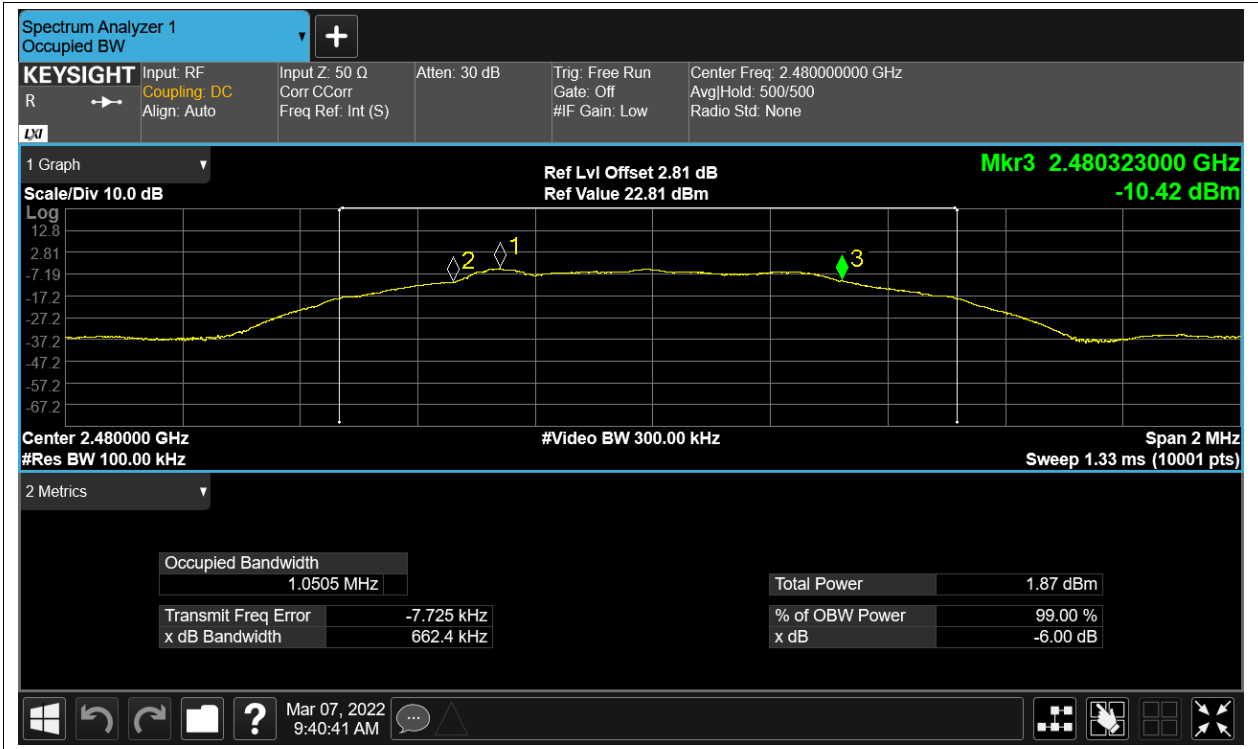 Spectrum Analyzer 1
Occupied BW
KEYSIGHT
R
LXI
Input: RF
Coupling: DC
Align: Auto
Input Z: 50 Ω
Corr CCorr
Freq Ref: Int (S)
Atten: 30 dB
Trig: Free Run
Gate: Off
#IF Gain: Low
Center Freq: 2.480000000 GHz
Avg|Hold: 500/500
Radio Std: None
1 Graph
Scale/Div 10.0 dB
Ref Lvl Offset 2.81 dB
Ref Value 22.81 dBm
Mkr3 2.480323000 GHz
-10.42 dBm
Log
12.8
2.81
-7.19
-17.2
-27.2
-37.2
-47.2
-57.2
-67.2
2
1
3
Center 2.480000 GHz
#Res BW 100.00 kHz
#Video BW 300.00 kHz
Span 2 MHz
Sweep 1.33 ms (10001 pts)
2 Metrics
Occupied Bandwidth
1.0505 MHz
Transmit Freq Error -7.725 kHz
x dB Bandwidth 662.4 kHz
Total Power 1.87 dBm
% of OBW Power 99.00 %
x dB -6.00 dB
?
Mar 07, 2022
9:40:41 AM